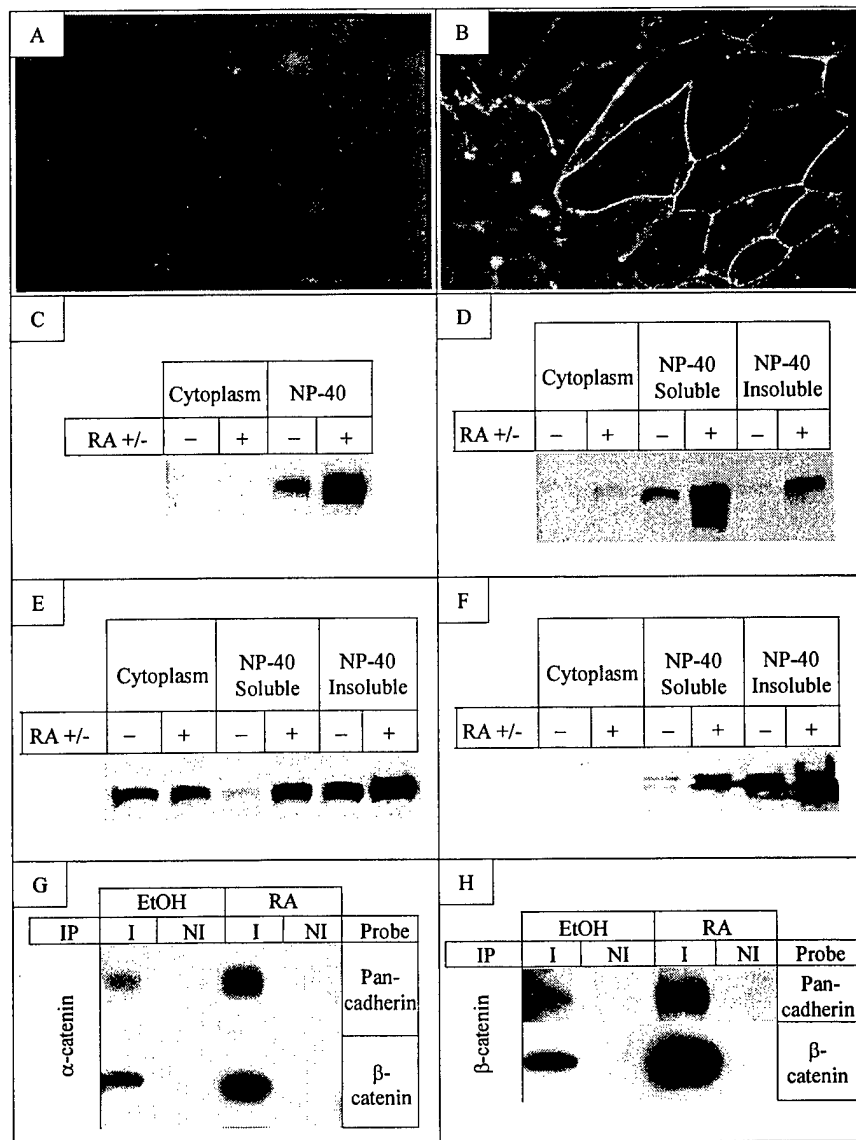 A
B
C
Cytoplasm NP-40
RA +/- – + – +
D
Cytoplasm NP-40 Soluble NP-40 Insoluble
RA +/- – + – + – +
E
Cytoplasm NP-40 Soluble NP-40 Insoluble
RA +/- – + – + – +
F
Cytoplasm NP-40 Soluble NP-40 Insoluble
RA +/- – + – + – +
G
EtOH RA
IP I NI I NI Probe
α-catenin
Pan-
cadherin
β-
catenin
H
EtOH RA
IP I NI I NI Probe
β-catenin
Pan-
cadherin
β-
catenin